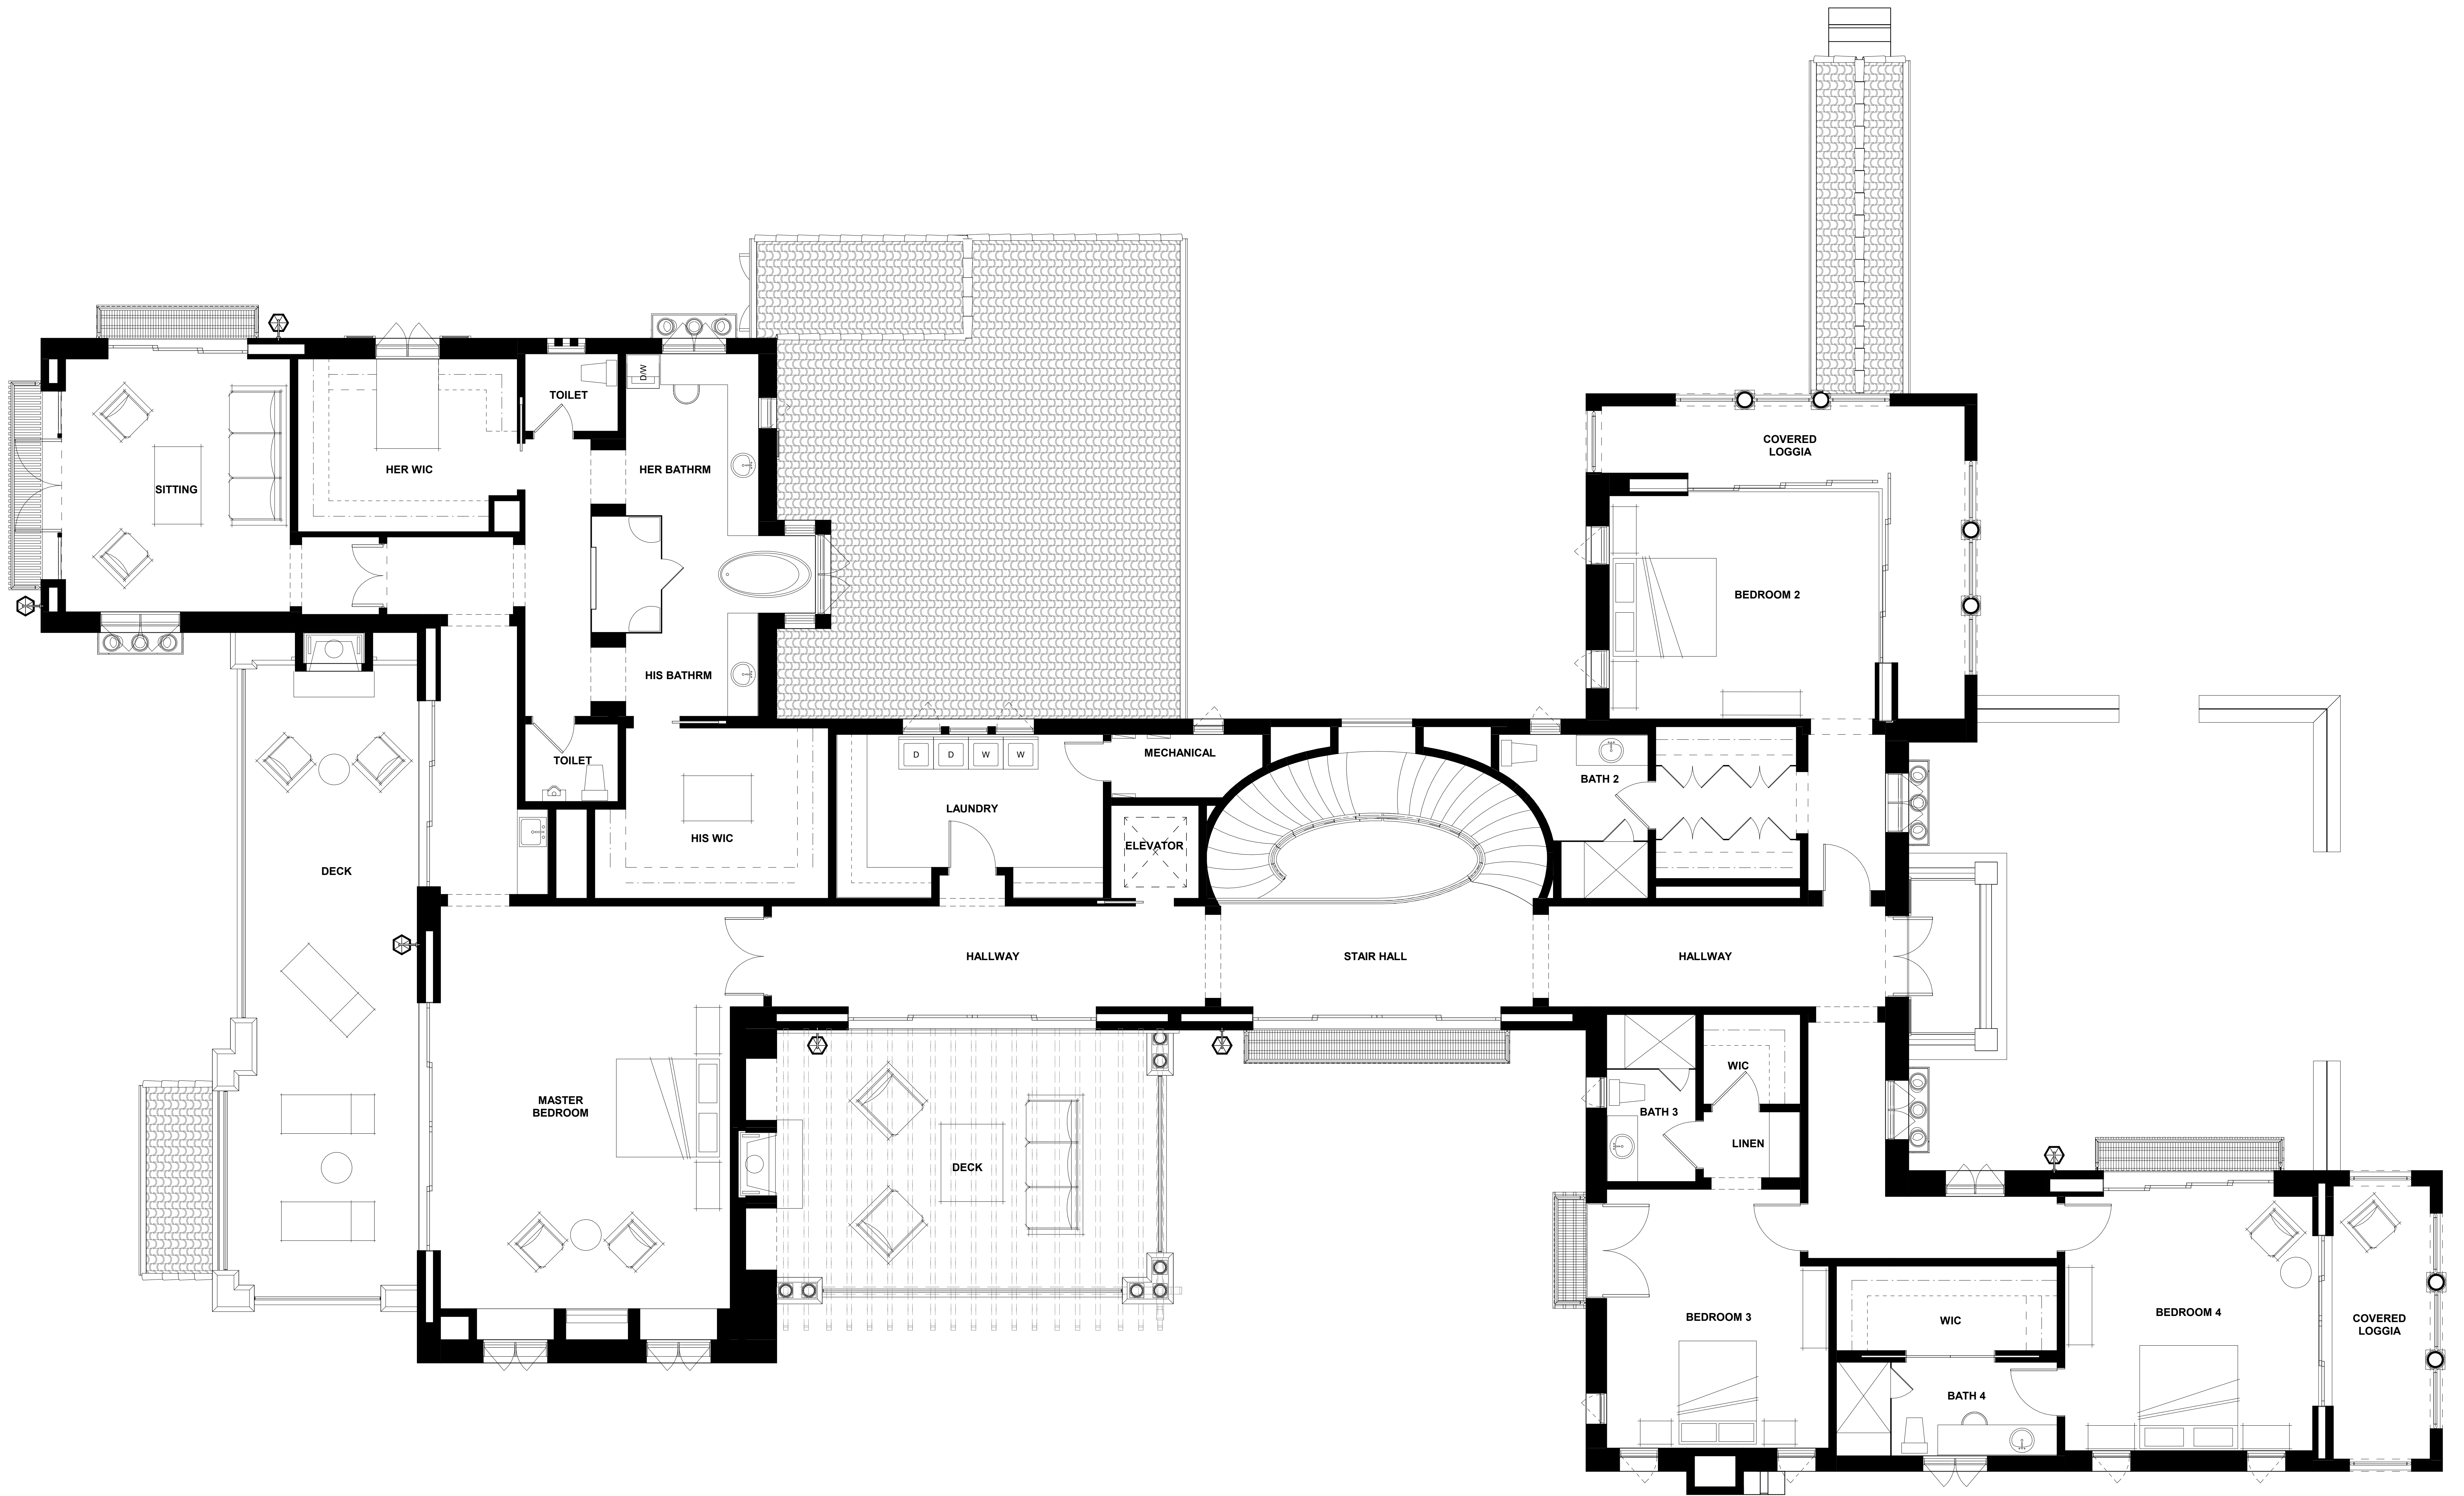 COVERED
LOGGIA
D/W
TOILET
HER WIC
HER BATHRM
SITTING
BEDROOM 2
HIS BATHRM
TOILET
HIS WIC
D
D
W
W
MECHANICAL
LAUNDRY
ELEVATOR
BATH 2
DECK
HALLWAY
STAIR HALL
HALLWAY
MASTER
BEDROOM
DECK
WIC
BATH 3
LINEN
BEDROOM 3
WIC
BEDROOM 4
COVERED
LOGGIA
BATH 4